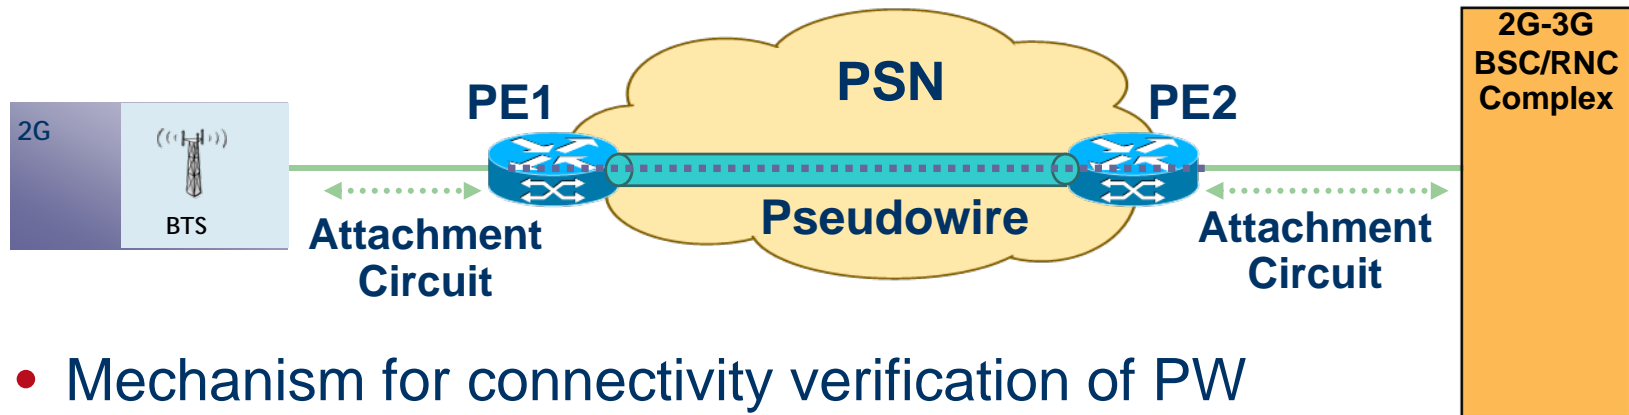 2G-3G
BSC/RNC
Complex
PSN
PE1
PE2
2G
BTS
Pseudowire
Attachment
Circuit
Attachment
Circuit
• Mechanism for connectivity verification of PW